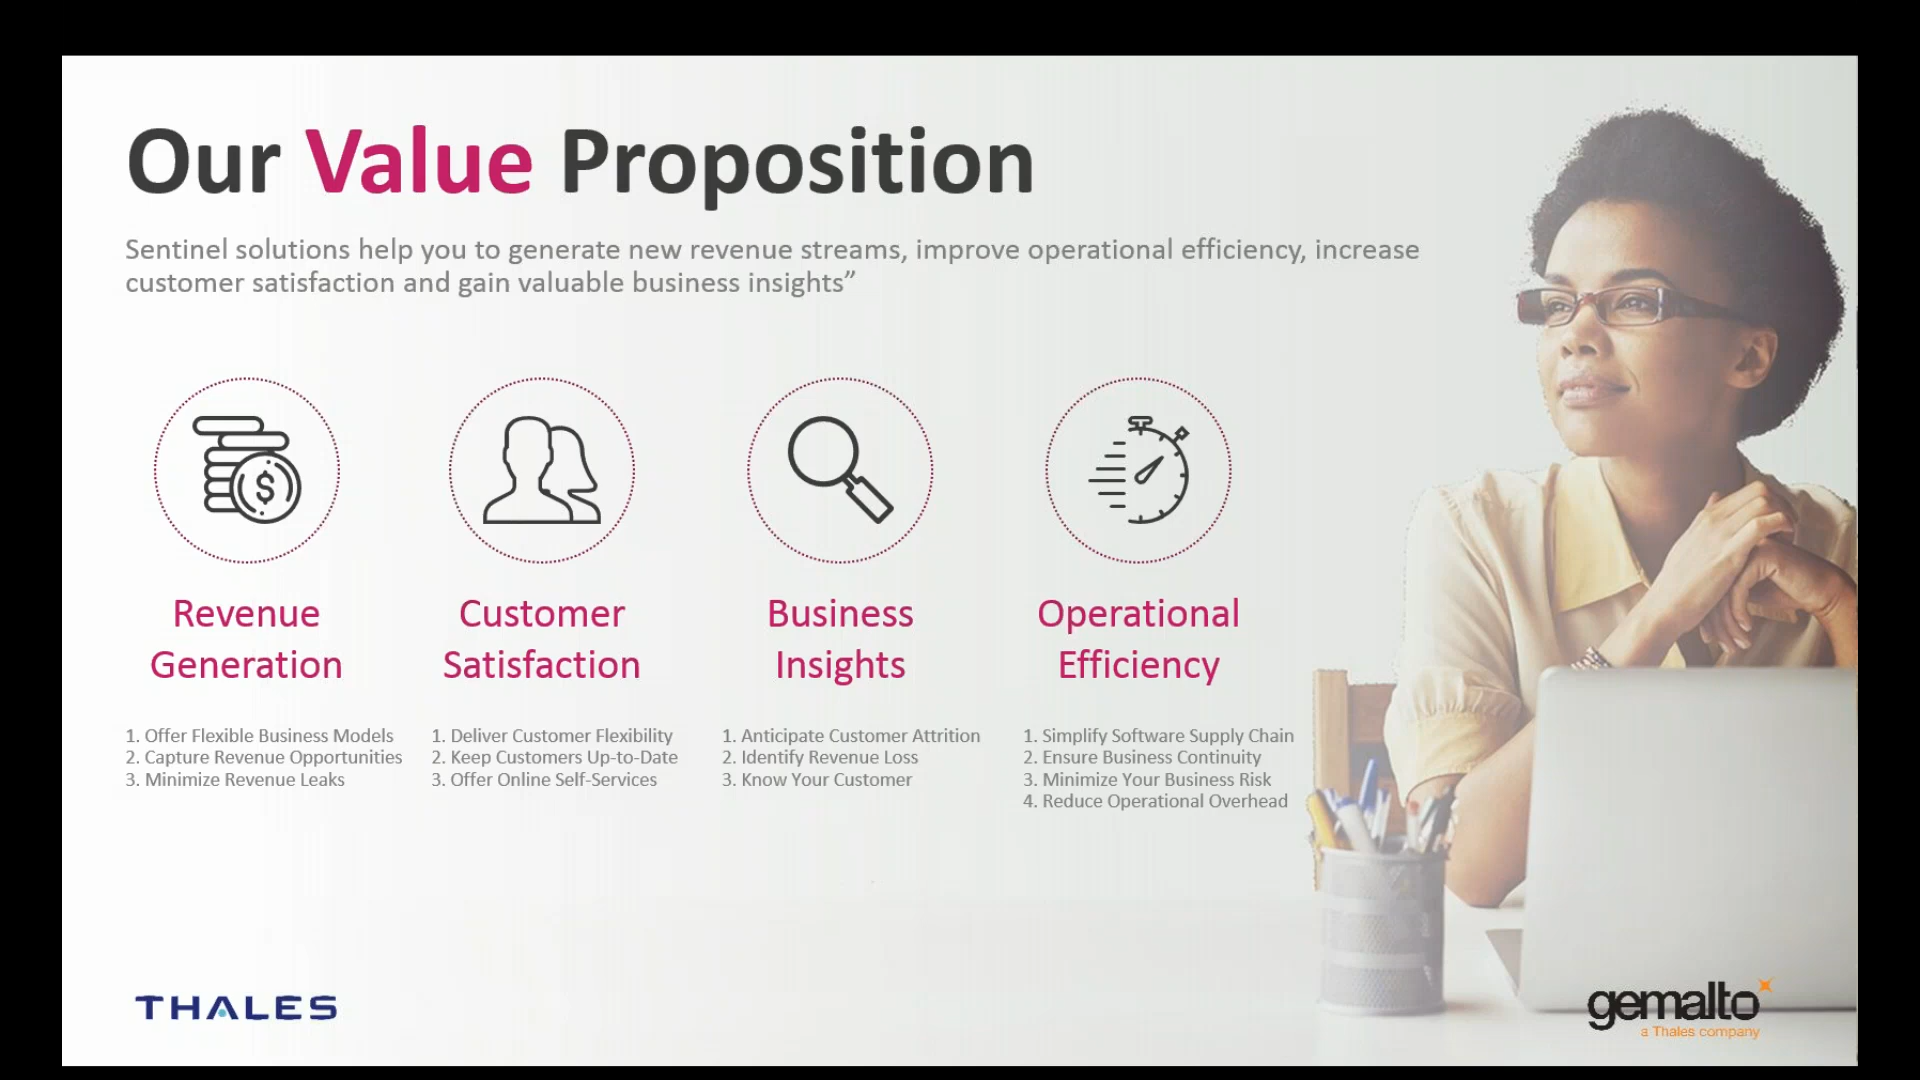 Our Value Proposition
Sentinel solutions help you to generate new revenue streams, improve operational efficiency, increase
customer satisfaction and gain valuable business insights”
$
Revenue
Generation
1. Offer Flexible Business Models
2. Capture Revenue Opportunities
3. Minimize Revenue Leaks
Customer
Satisfaction
1. Deliver Customer Flexibility
2. Keep Customers Up-to-Date
3. Offer Online Self-Services
Business
Insights
1. Anticipate Customer Attrition
2. Identify Revenue Loss
3. Know Your Customer
Operational
Efficiency
1. Simplify Software Supply Chain
2. Ensure Business Continuity
3. Minimize Your Business Risk
4. Reduce Operational Overhead
THALES
gemalto
a Thales company